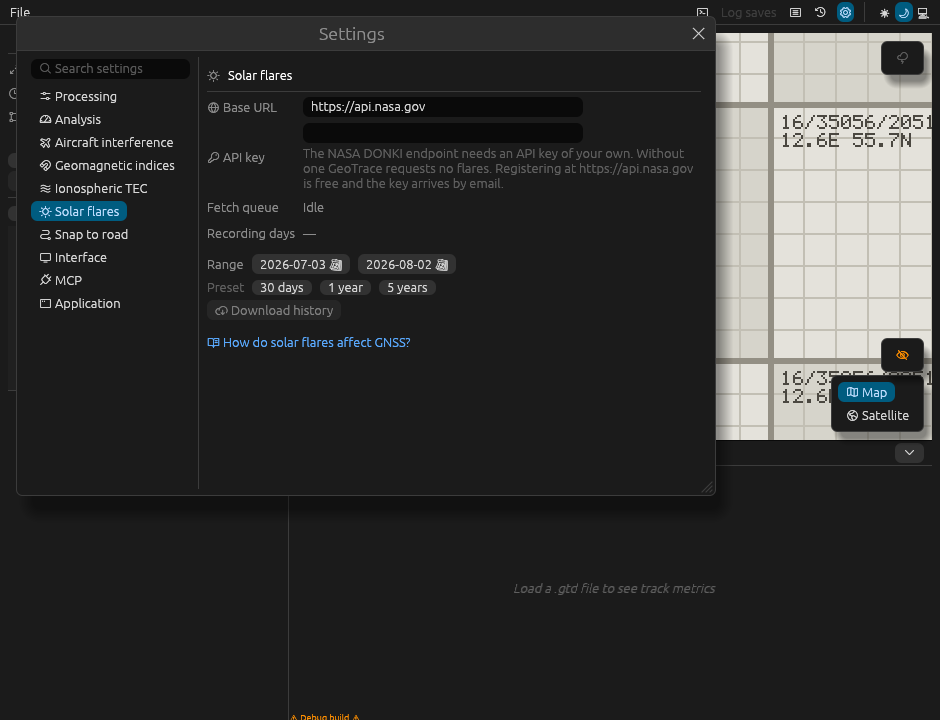 File
Log saves
Settings
Search settings
Processing
Analysis
Aircraft interference
Geomagnetic indices
Ionospheric TEC
Solar flares
Snap to road
Interface
MCP
Application
Solar flares
Base URL
https://api.nasa.gov
API key
The NASA DONKI endpoint needs an API key of your own. Without
one GeoTrace requests no flares. Registering at https://api.nasa.gov
is free and the key arrives by email.
Fetch queue
Idle
Recording days —
Range
2026-07-03
2026-08-02
Preset
30 days
1 year
5 years
Download history
How do solar flares affect GNSS?
16/35056/2051
12.6E 55.7N
12.6
Map
Satellite
Load a .gtd file to see track metrics
⚠ Debug build ⚠